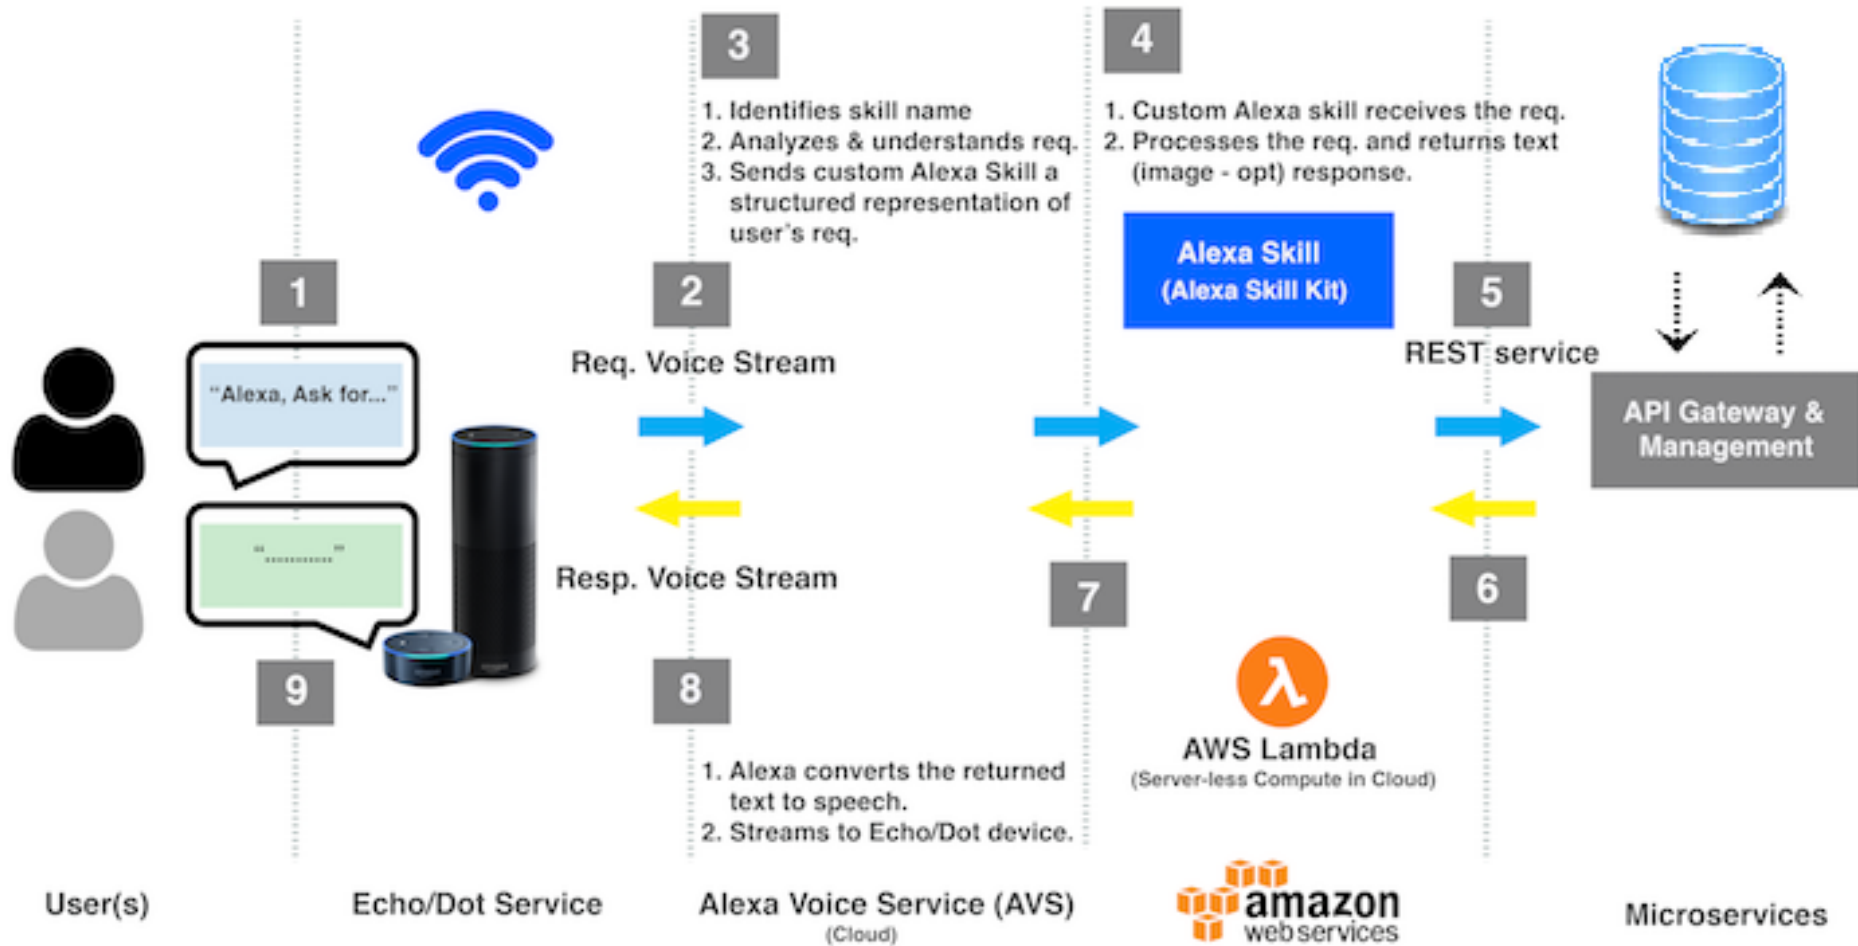 3
1. Identifies skill name
2. Analyzes & understands req.
3. Sends custom Alexa Skill a
structured representation of
user's req.
4
1. Custom Alexa skill receives the req.
2. Processes the req. and returns text
(image - opt) response.
Alexa Skill
(Alexa Skill Kit)
1
2
5
Req. Voice Stream
REST service
"Alexa, Ask for..."
API Gateway &
Management
"..........."
Resp. Voice Stream
7
6
9
8
λ
AWS Lambda
(Server-less Compute in Cloud)
1. Alexa converts the returned
text to speech.
2. Streams to Echo/Dot device.
User(s)
Echo/Dot Service
Alexa Voice Service (AVS)
(Cloud)
amazon
web services
Microservices